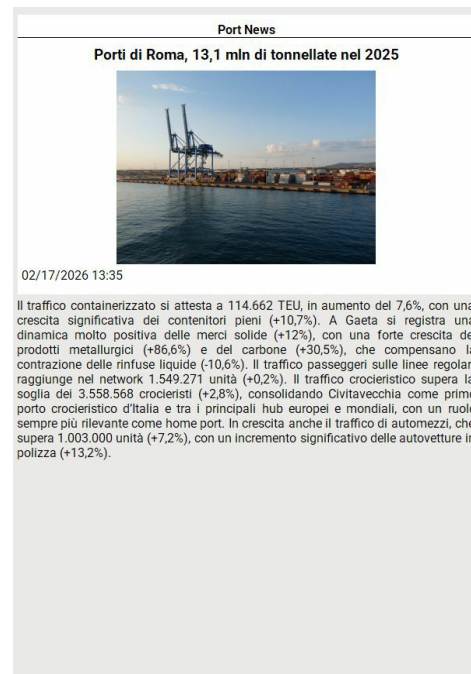 Port News
Porti di Roma, 13,1 mln di tonnellate nel 2025
02/17/2026 13:35
Il traffico containerizzato si attesta a 114.662 TEU, in aumento del 7,6%, con una
crescita significativa dei contenitori pieni (+10,7%). A Gaeta si registra una
dinamica molto positiva delle merci solide (+12%), con una forte crescita de
prodotti metallurgici (+86,6%) e del carbone (+30,5%), che compensano la
contrazione delle rinfuse liquide (-10,6%). Il traffico passeggeri sulle linee regolar
raggiunge nel network 1.549.271 unità (+0,2%). Il traffico crocieristico supera la
soglia dei 3.558.568 crocieristi (+2,8%), consolidando Civitavecchia come prim
porto crocieristico d'Italia e tra i principali hub europei e mondiali, con un ruol
sempre più rilevante come home port. In crescita anche il traffico di automezzi, che
supera 1.003.000 unità (+7,2%), con un incremento significativo delle autovetture in
polizza (+13,2%).